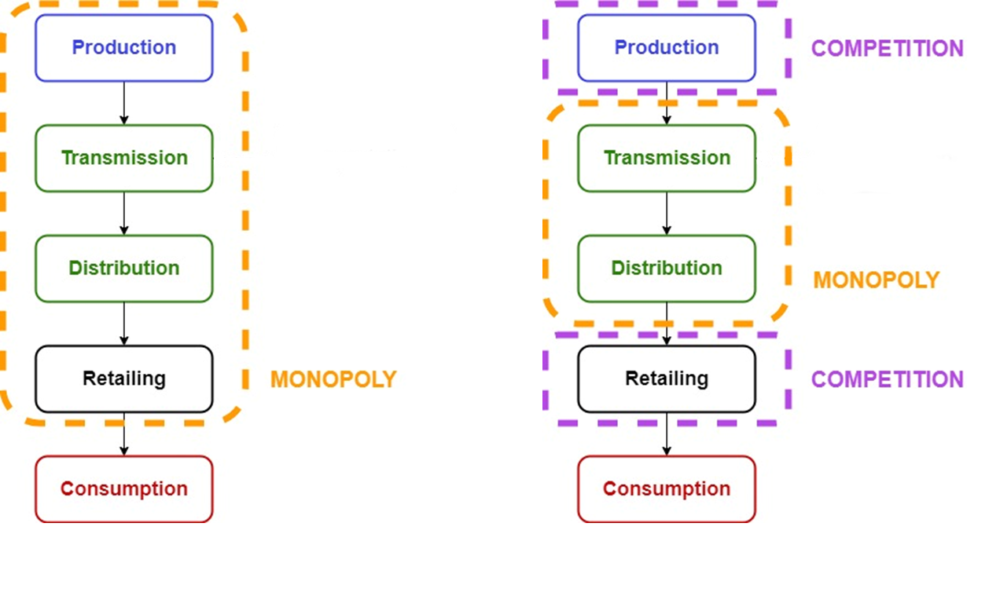 Production
Transmission
Distribution
Retailing
MONOPOLY
Consumption
Production
COMPETITION
Transmission
Distribution
MONOPOLY
Retailing
COMPETITION
Consumption